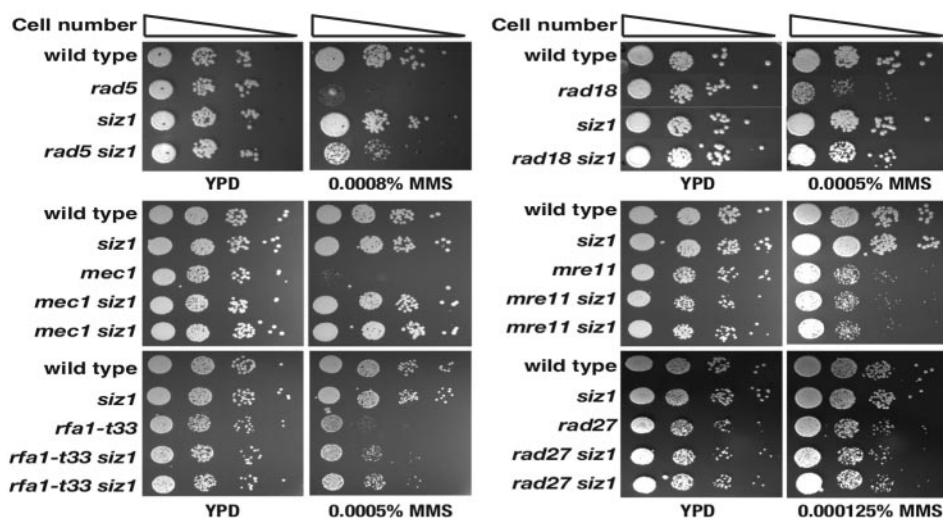 Cell number
wild type
rad5
siz1
rad5 siz1
YPD 0.0008% MMS
wild type
siz1
mec1
mec1 siz1
mec1 siz1
wild type
siz1
rfa1-t33
rfa1-t33 siz1
rfa1-t33 siz1
YPD 0.0005% MMS
Cell number
wild type
rad18
siz1
rad18 siz1
YPD 0.0005% MMS
wild type
siz1
mre11
mre11 siz1
mre11 siz1
wild type
siz1
rad27
rad27 siz1
rad27 siz1
YPD 0.000125% MMS